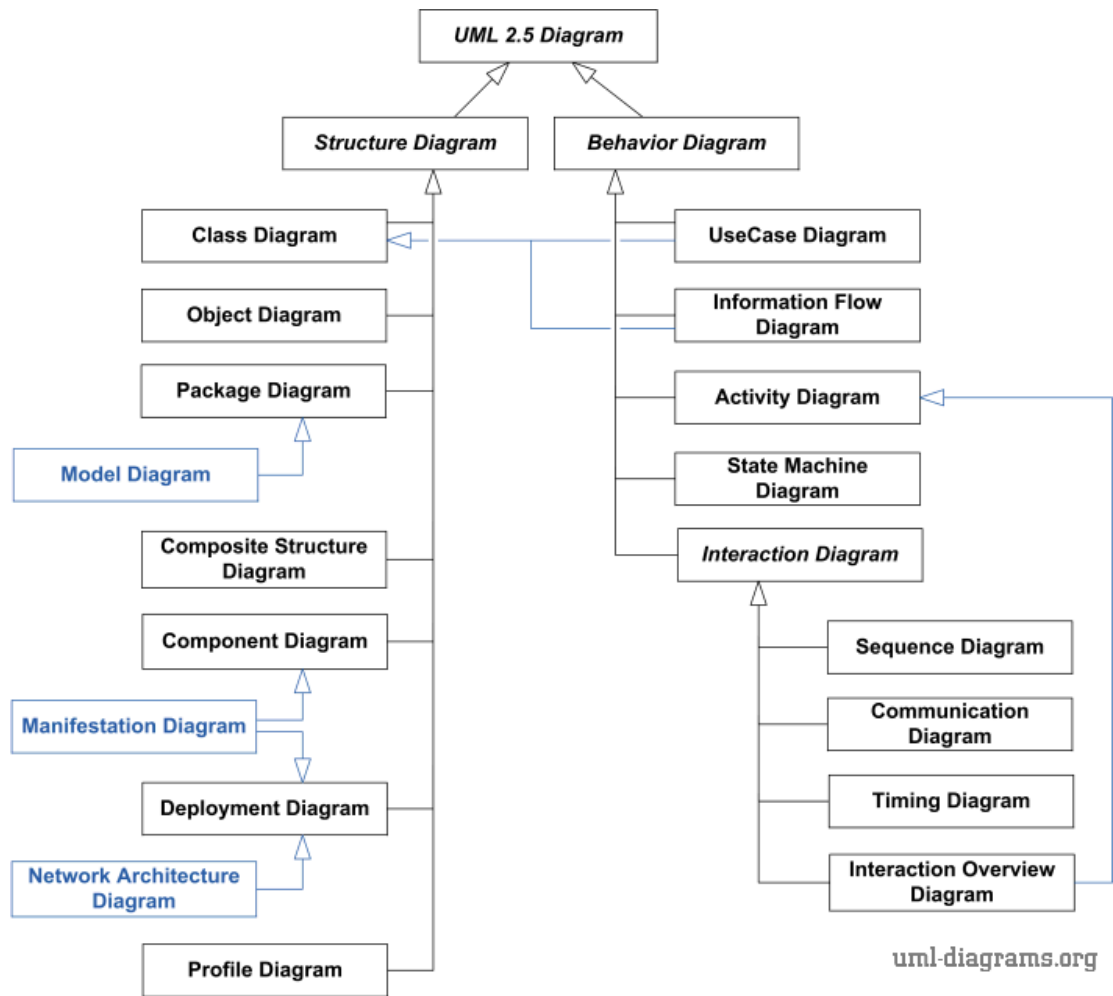 UML 2.5 Diagram
Structure Diagram
Behavior Diagram
Class Diagram
UseCase Diagram
Object Diagram
Information Flow
Diagram
Package Diagram
Activity Diagram
Model Diagram
State Machine
Diagram
Composite Structure
Diagram
Interaction Diagram
Component Diagram
Sequence Diagram
Manifestation Diagram
Communication
Diagram
Deployment Diagram
Timing Diagram
Network Architecture
Diagram
Interaction Overview
Diagram
Profile Diagram
uml-diagrams.org